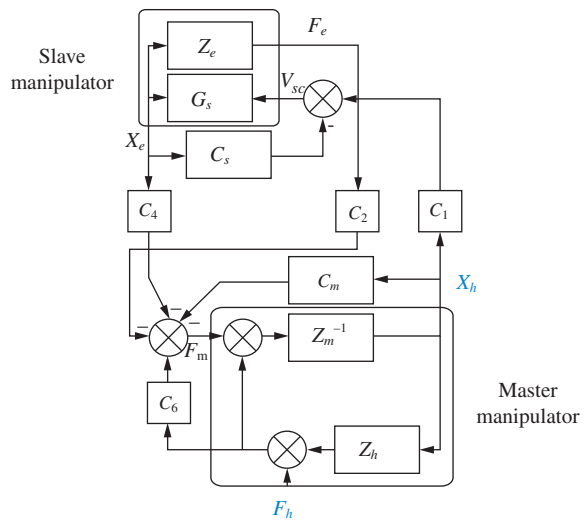 Slave
manipulator
Z_e
F_e
G_s
V_sc
-
X_e
C_s
C_4
C_2
C_1
C_m
X_h
−
−
−
−
F_m
Z_m^−1
C_6
Master
manipulator
Z_h
F_h